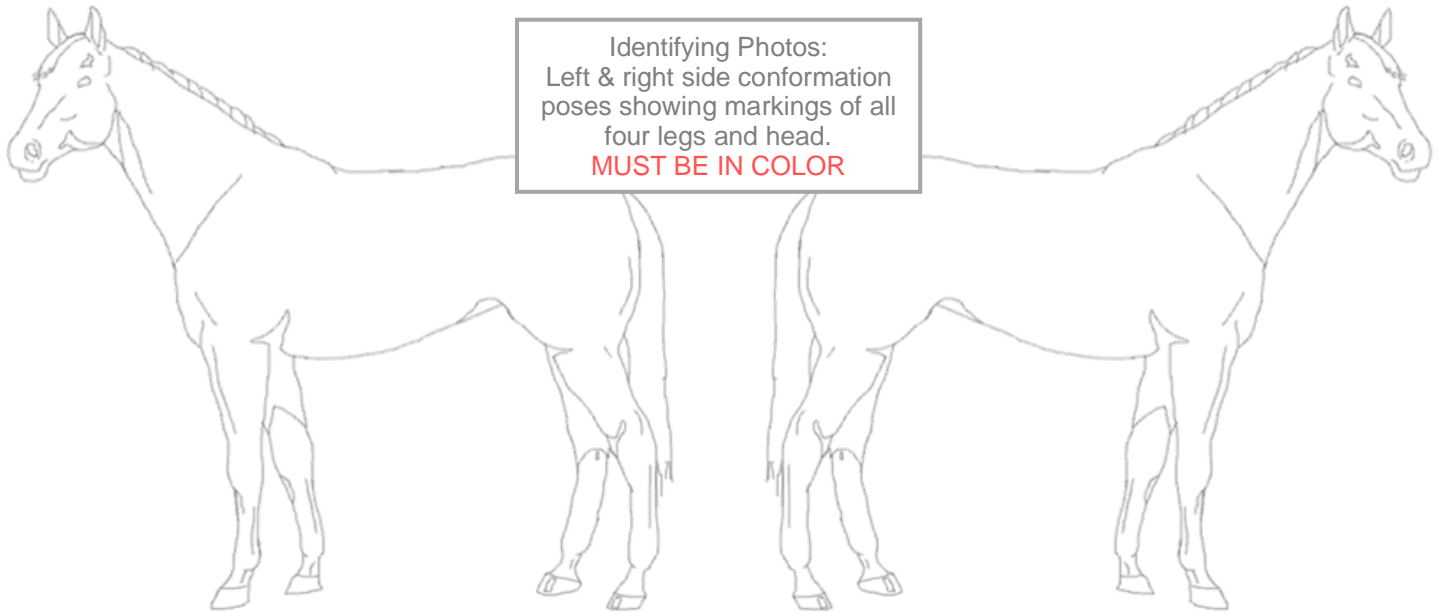 Identifying Photos:
Left & right side conformation
poses showing markings of all
four legs and head.
MUST BE IN COLOR